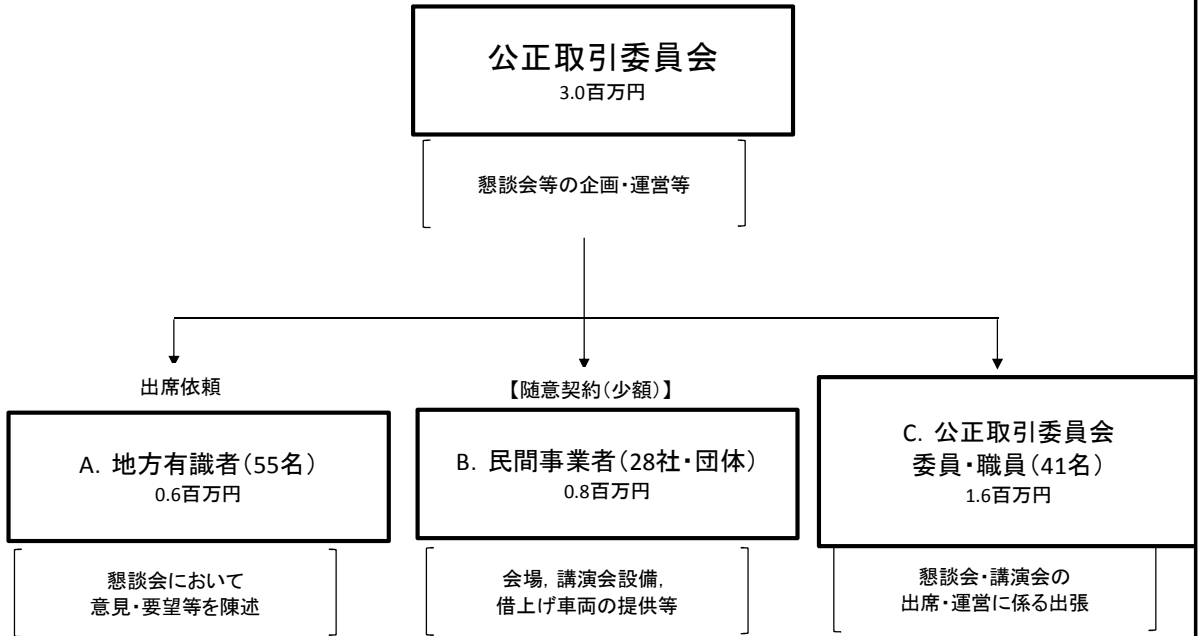 公正取引委員会
3.0百万円
懇談会等の企画・運営等
出席依頼
A. 地方有識者(55名)
0.6百万円
懇談会において
意見・要望等を陳述
【随意契約(少額)】
B. 民間事業者(28社・団体)
0.8百万円
会場，講演会設備，
借上げ車両の提供等
C. 公正取引委員会
委員・職員(41名)
1.6百万円
懇談会・講演会の
出席・運営に係る出張